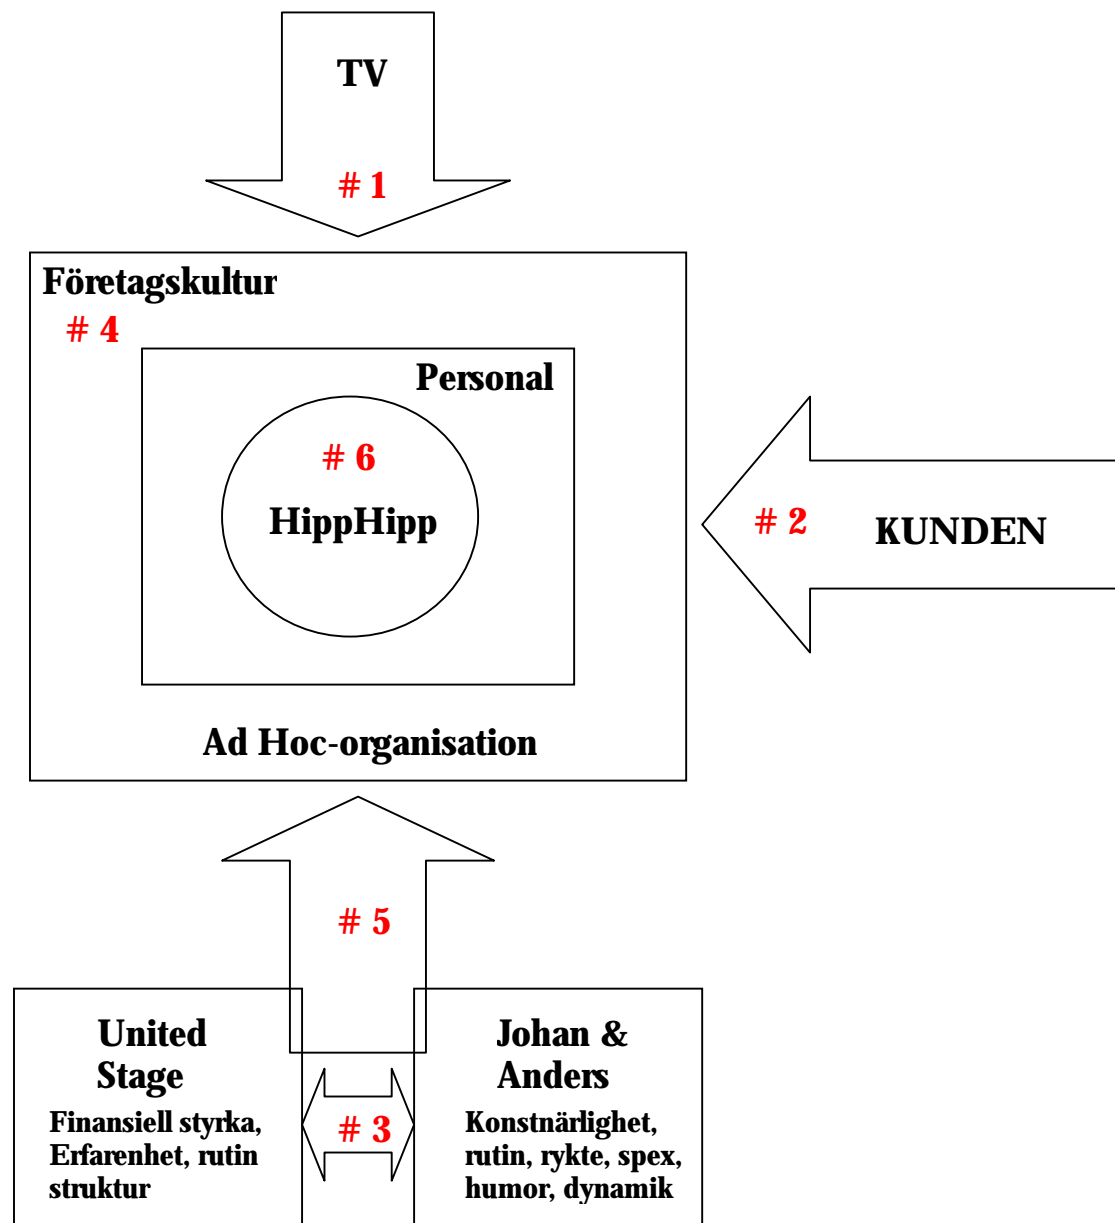 TV
# 1
Företagskultur
# 4
Personal
# 6
HippHipp
# 2
KUNDEN
Ad Hoc-organisation
# 5
United
Stage
Finansiell styrka,
Erfarenhet, rutin
struktur
# 3
Johan &
Anders
Konstnärlighet,
rutin, rykte, spex,
humor, dynamik